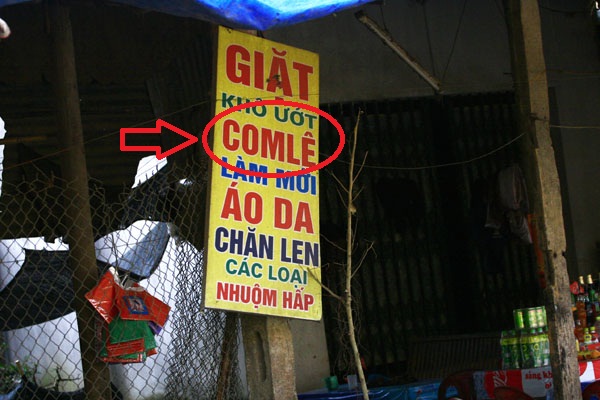 GIẶT
KHÔ ƯỚT
COMLÊ
LÀM MỚI
ÁO DA
CHĂN LEN
CÁC LOẠI
NHUỘM HẤP